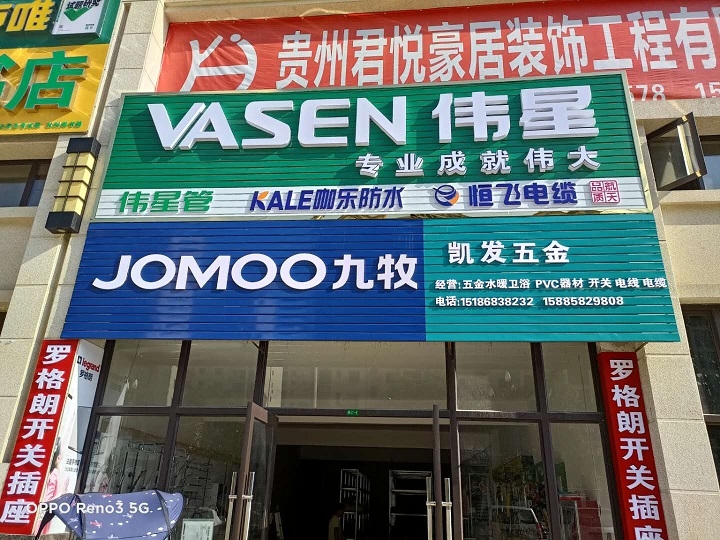 书店
贵州君悦豪居装饰工程有
VASEN 伟星
专业成就伟大
伟星管 KALE咖乐防水 恒飞电缆
JOMOO九牧
凯发五金
经营:五金水暖卫浴 PVC器材 开关 电线 电缆
电话:15186838232 15885829808
罗格朗开关插座
legrand
罗格朗
罗格朗开关插座
OPPO Reno3 5G